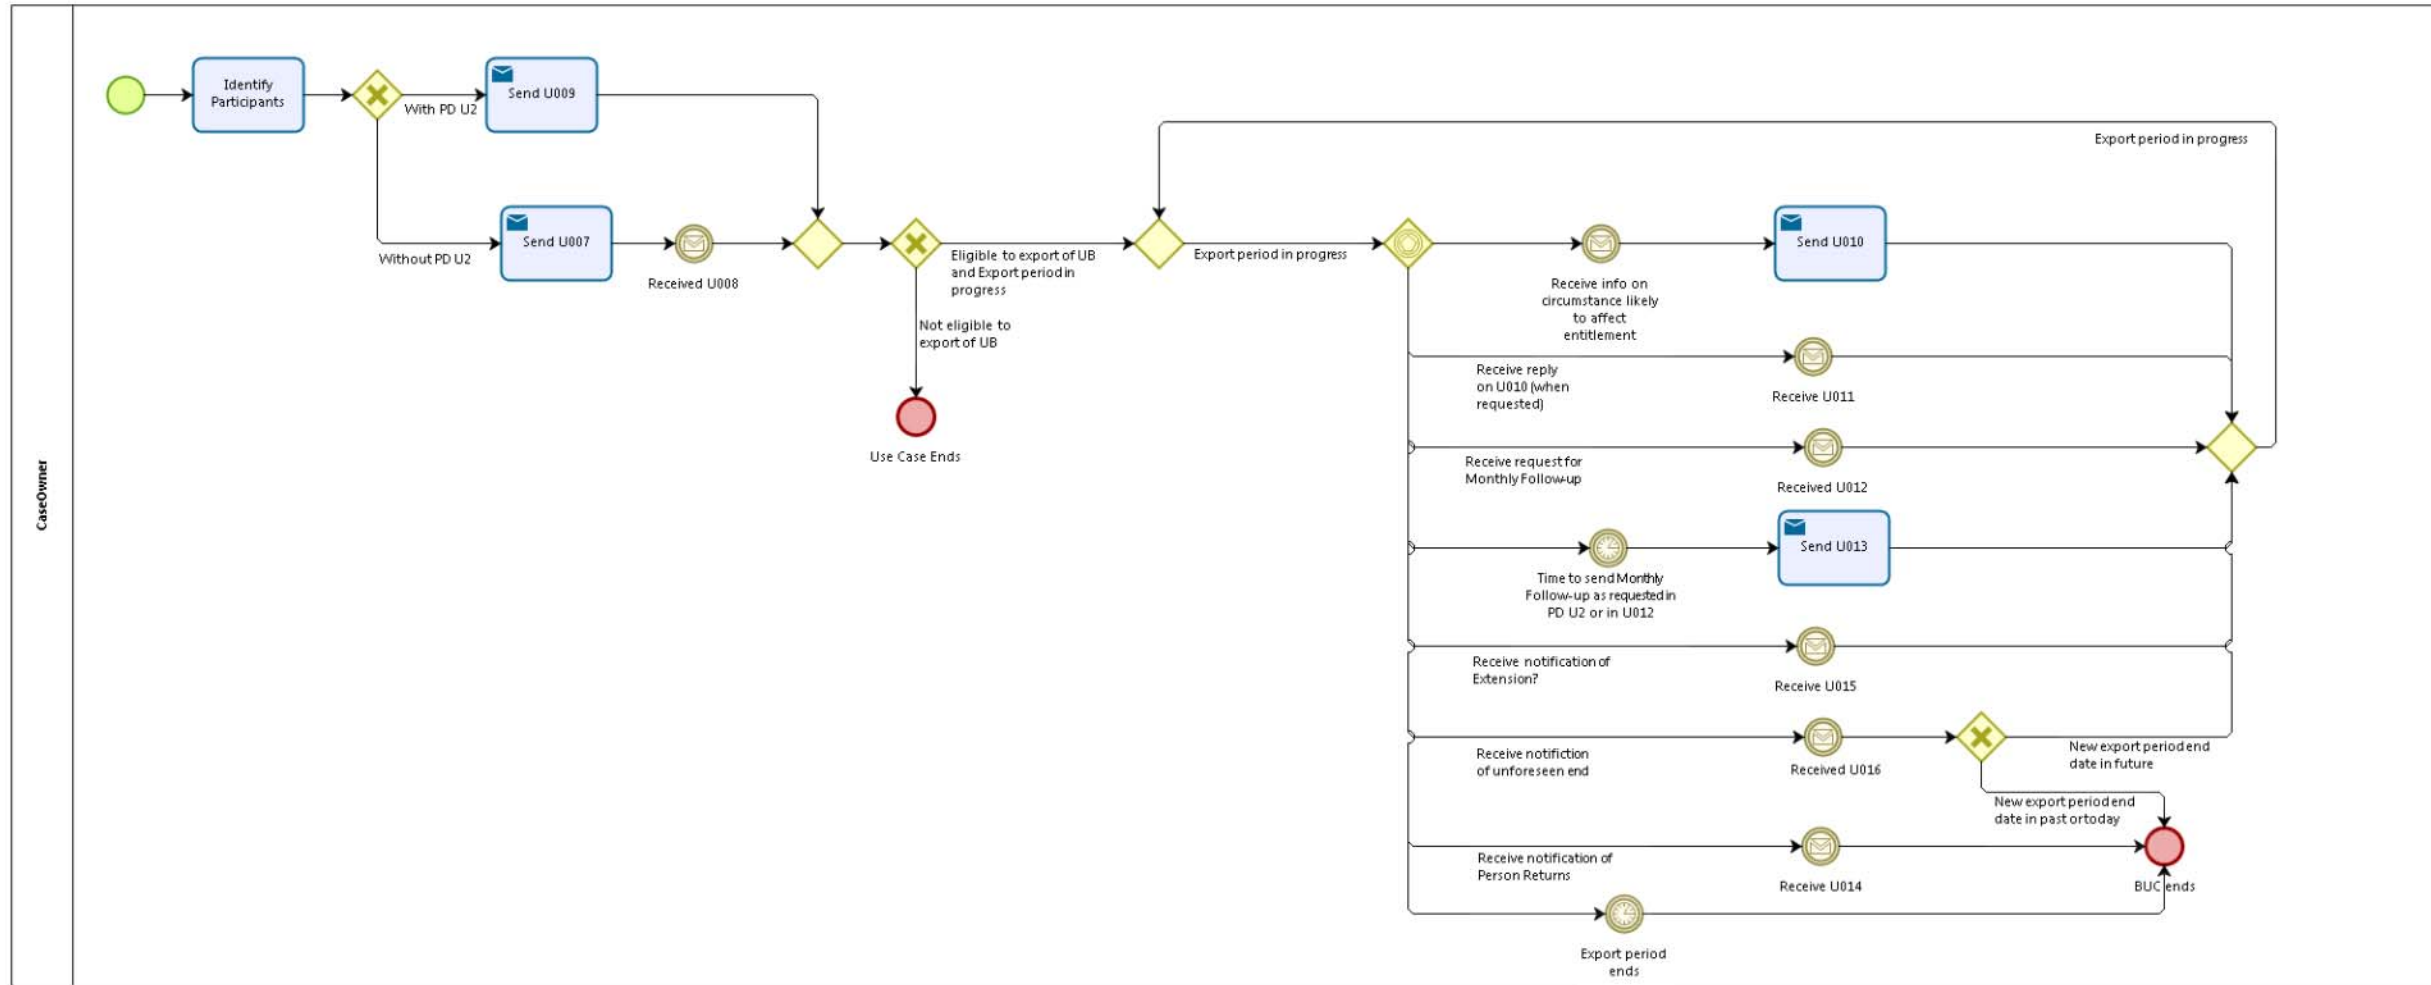 CaseOwner
Identify
Participants
With PD U2
Send U009
Without PD U2
Send U007
Received U008
Eligible to export of UB
and Export period in
progress
Not eligible to
export of UB
Use Case Ends
Export period in progress
Export period in progress
Receive info on
circumstance likely
to affect
entitlement
Send U010
Receive reply
on U010 (when
requested)
Receive U011
Receive request for
Monthly Follow-up
Received U012
Time to send Monthly
Follow-up as requested in
PD U2 or in U012
Send U013
Receive notification of
Extension?
Receive U015
Receive notifiction
of unforeseen end
Received U016
New export period end
date in future
New export period end
date in past or today
Receive notification of
Person Returns
Receive U014
BUC ends
Export period
ends